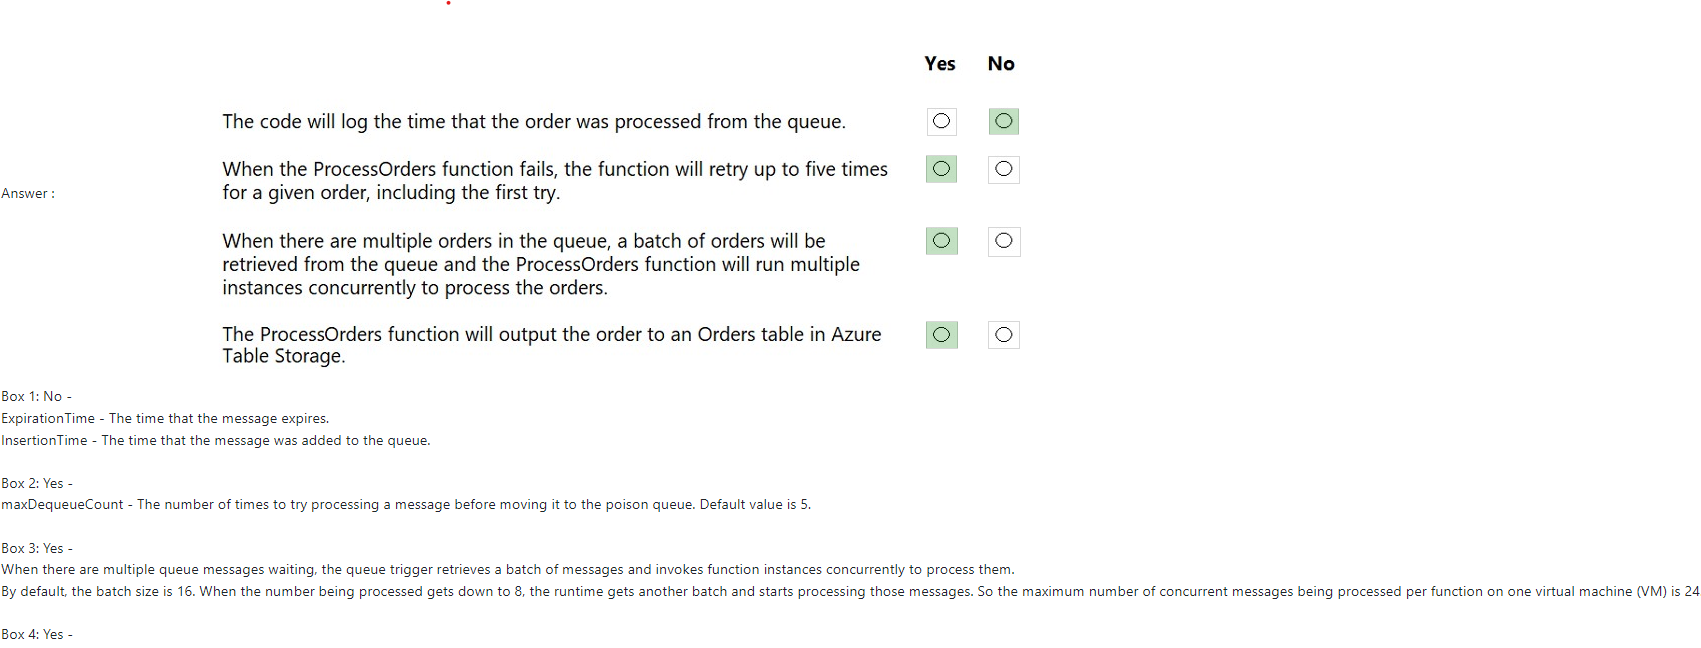 Yes No
The code will log the time that the order was processed from the queue.
When the ProcessOrders function fails, the function will retry up to five times
for a given order, including the first try.
Answer :
When there are multiple orders in the queue, a batch of orders will be
retrieved from the queue and the ProcessOrders function will run multiple
instances concurrently to process the orders.
The ProcessOrders function will output the order to an Orders table in Azure
Table Storage.
Box 1: No -
ExpirationTime - The time that the message expires.
InsertionTime - The time that the message was added to the queue.
Box 2: Yes -
maxDequeueCount - The number of times to try processing a message before moving it to the poison queue. Default value is 5.
Box 3: Yes -
When there are multiple queue messages waiting, the queue trigger retrieves a batch of messages and invokes function instances concurrently to process them.
By default, the batch size is 16. When the number being processed gets down to 8, the runtime gets another batch and starts processing those messages. So the maximum number of concurrent messages being processed per function on one virtual machine (VM) is 24
Box 4: Yes -